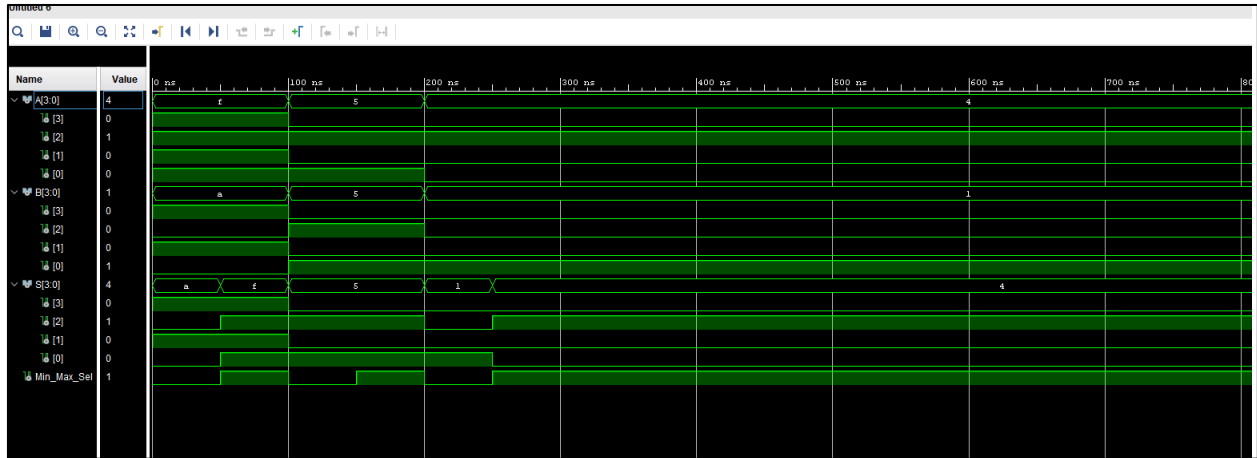 Untitled 6
Name Value 0 ns 100 ns 200 ns 300 ns 400 ns 500 ns 600 ns 700 ns 80
A[3:0] 4 f 5 4
[3] 0
[2] 1
[1] 0
[0] 0
B[3:0] 1 a 5 1
[3] 0
[2] 0
[1] 0
[0] 1
S[3:0] 4 a f 5 1 4
[3] 0
[2] 1
[1] 0
[0] 0
Min_Max_Sel 1